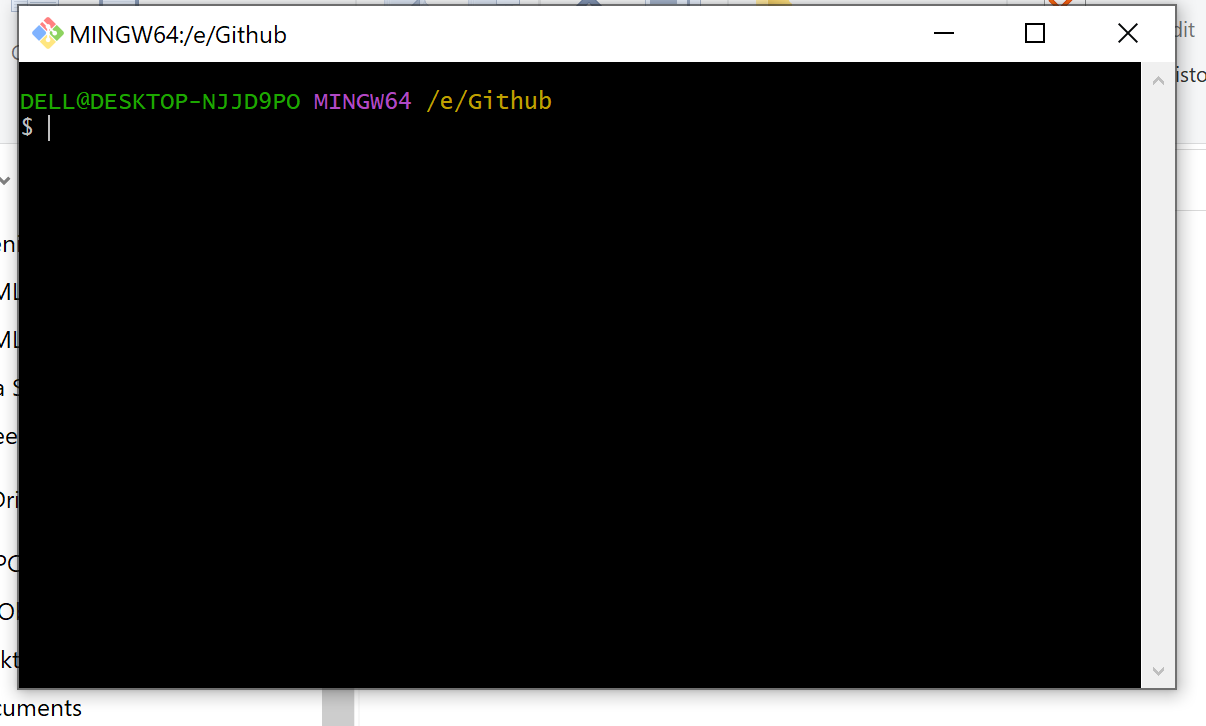 MINGW64:/e/Github
DELL@DESKTOP-NJJD9PO MINGW64 /e/Github
$
cuments